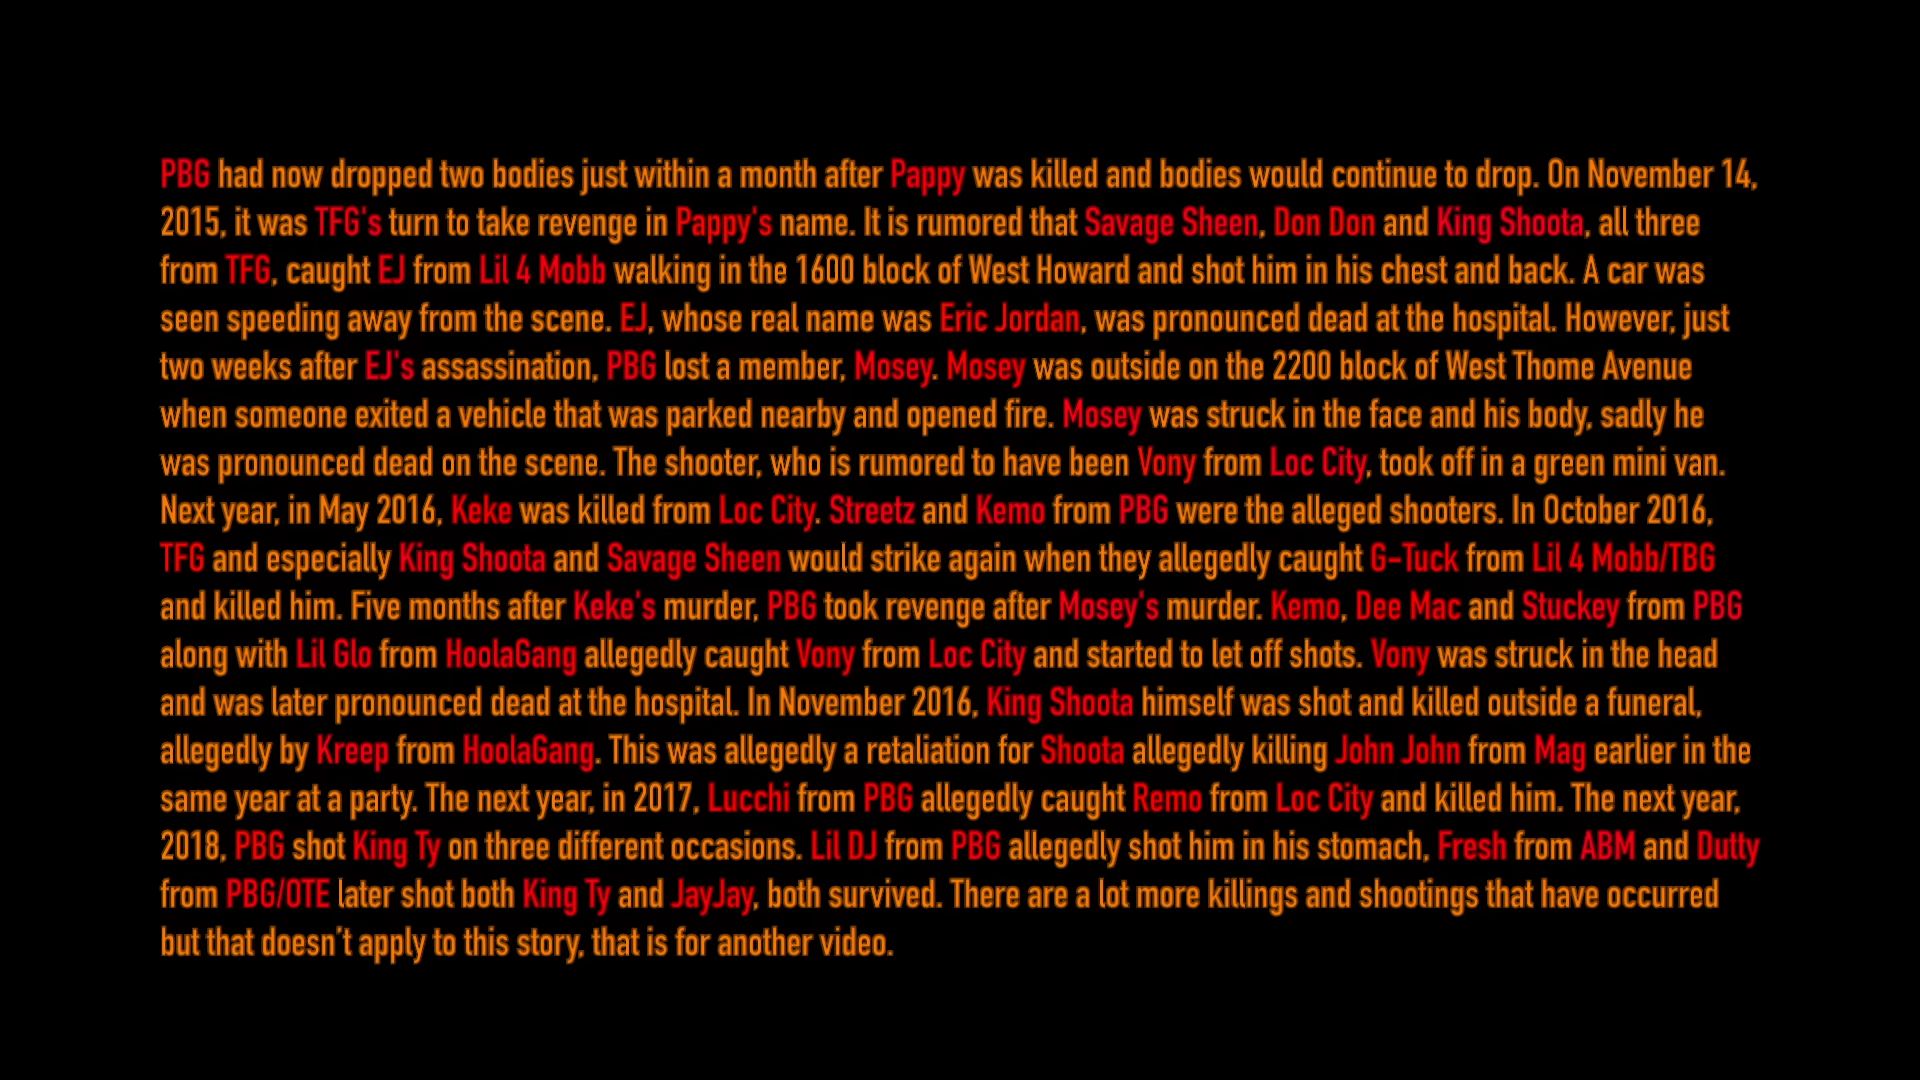 PBG had now dropped two bodies just within a month after Pappy was killed and bodies would continue to drop. On November 14,
2015, it was TFG's turn to take revenge in Pappy's name. It is rumored that Savage Sheen, Don Don and King Shoota, all three
from TFG, caught EJ from Lil 4 Mobb walking in the 1600 block of West Howard and shot him in his chest and back. A car was
seen speeding away from the scene. EJ, whose real name was Eric Jordan, was pronounced dead at the hospital. However, just
two weeks after EJ's assassination, PBG lost a member, Mosey. Mosey was outside on the 2200 block of West Thome Avenue
when someone exited a vehicle that was parked nearby and opened fire. Mosey was struck in the face and his body, sadly he
was pronounced dead on the scene. The shooter, who is rumored to have been Vony from Loc City, took off in a green mini van.
Next year, in May 2016, Keke was killed from Loc City. Streetz and Kemo from PBG were the alleged shooters. In October 2016,
TFG and especially King Shoota and Savage Sheen would strike again when they allegedly caught G-Tuck from Lil 4 Mobb/TBG
and killed him. Five months after Keke's murder, PBG took revenge after Mosey's murder. Kemo, Dee Mac and Stuckey from PBG
along with Lil Glo from HoolaGang allegedly caught Vony from Loc City and started to let off shots. Vony was struck in the head
and was later pronounced dead at the hospital. In November 2016, King Shoota himself was shot and killed outside a funeral,
allegedly by Kreep from HoolaGang. This was allegedly a retaliation for Shoota allegedly killing John John from Mag earlier in the
same year at a party. The next year, in 2017, Lucchi from PBG allegedly caught Remo from Loc City and killed him. The next year,
2018, PBG shot King Ty on three different occasions. Lil DJ from PBG allegedly shot him in his stomach, Fresh from ABM and Dutty
from PBG/OTE later shot both King Ty and JayJay, both survived. There are a lot more killings and shootings that have occurred
but that doesn't apply to this story, that is for another video.